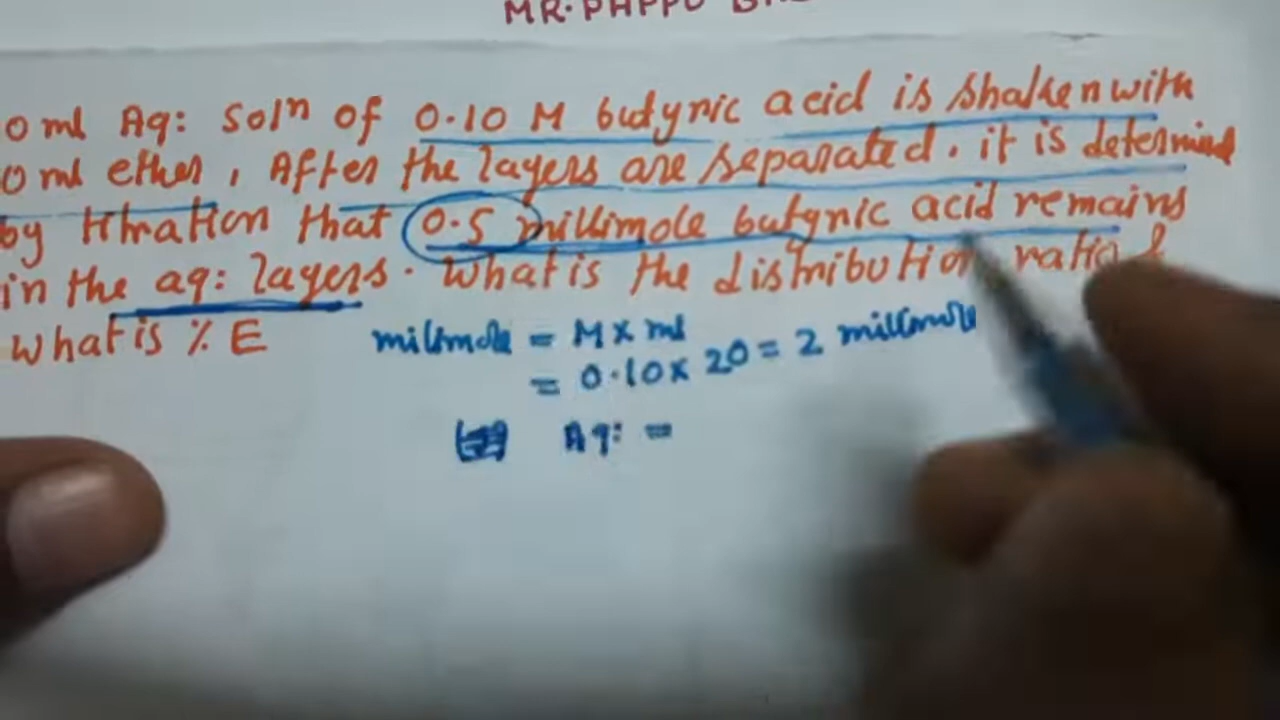 MR. PAPPU
0 ml Aq: Solⁿ of 0.10 M butyric acid is shaken with
0 ml ether, After the layers are separated. it is determined
by titration that 0.5 millimole butyric acid remains
in the aq: layers. What is the distribution ratio &
What is % E
milimole = M x ml
= 0.10 x 20 = 2 millimole
Aq: =